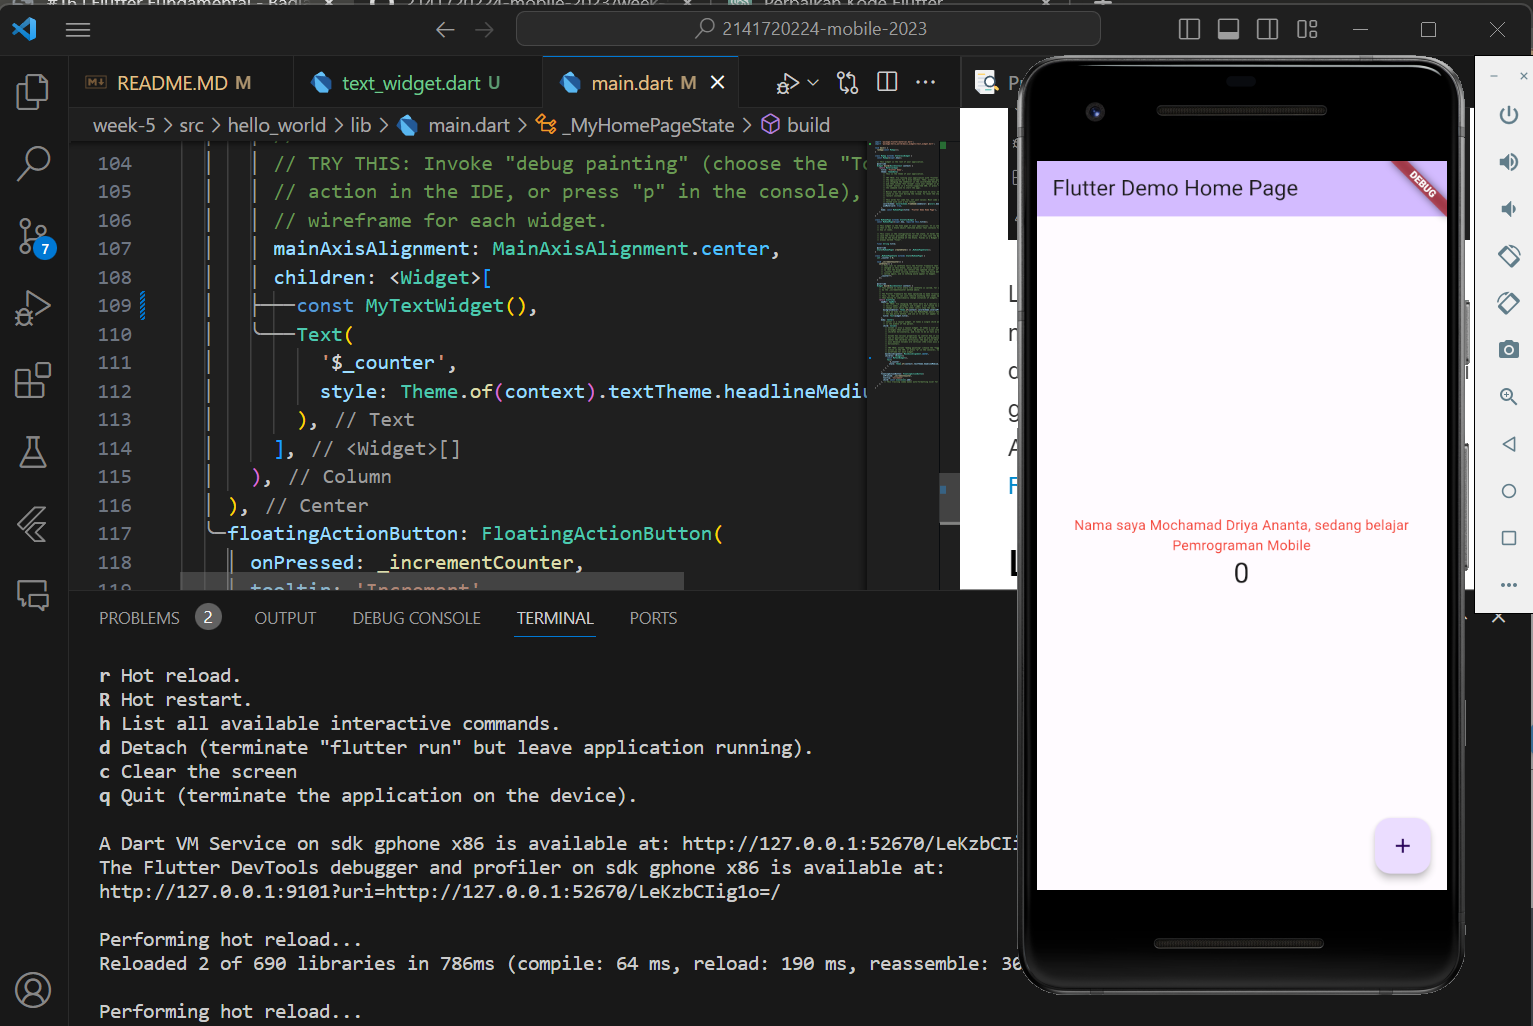 2141720224-mobile-2023
README.MD M
text_widget.dart U
main.dart M
week-5 > src > hello_world > lib > main.dart > _MyHomePageState > build
104 // TRY THIS: Invoke "debug painting" (choose the "To
105 // action in the IDE, or press "p" in the console),
106 // wireframe for each widget.
107 mainAxisAlignment: MainAxisAlignment.center,
108 children: <Widget>[
109 const MyTextWidget(),
110 Text(
111 '$_counter',
112 style: Theme.of(context).textTheme.headlineMediu
113 ), // Text
114 ], // <Widget>[]
115 ), // Column
116 ), // Center
117 floatingActionButton: FloatingActionButton(
118 onPressed: _incrementCounter,
119 tooltip: 'Increment'
7
PROBLEMS 2 OUTPUT DEBUG CONSOLE TERMINAL PORTS
r Hot reload.
R Hot restart.
h List all available interactive commands.
d Detach (terminate "flutter run" but leave application running).
c Clear the screen
q Quit (terminate the application on the device).
A Dart VM Service on sdk gphone x86 is available at: http://127.0.0.1:52670/LeKzbCIi
The Flutter DevTools debugger and profiler on sdk gphone x86 is available at:
http://127.0.0.1:9101?uri=http://127.0.0.1:52670/LeKzbCIig1o=/
Performing hot reload...
Reloaded 2 of 690 libraries in 786ms (compile: 64 ms, reload: 190 ms, reassemble: 30
Performing hot reload...
Flutter Demo Home Page
DEBUG
Nama saya Mochamad Driya Ananta, sedang belajar
Pemrograman Mobile
0
+